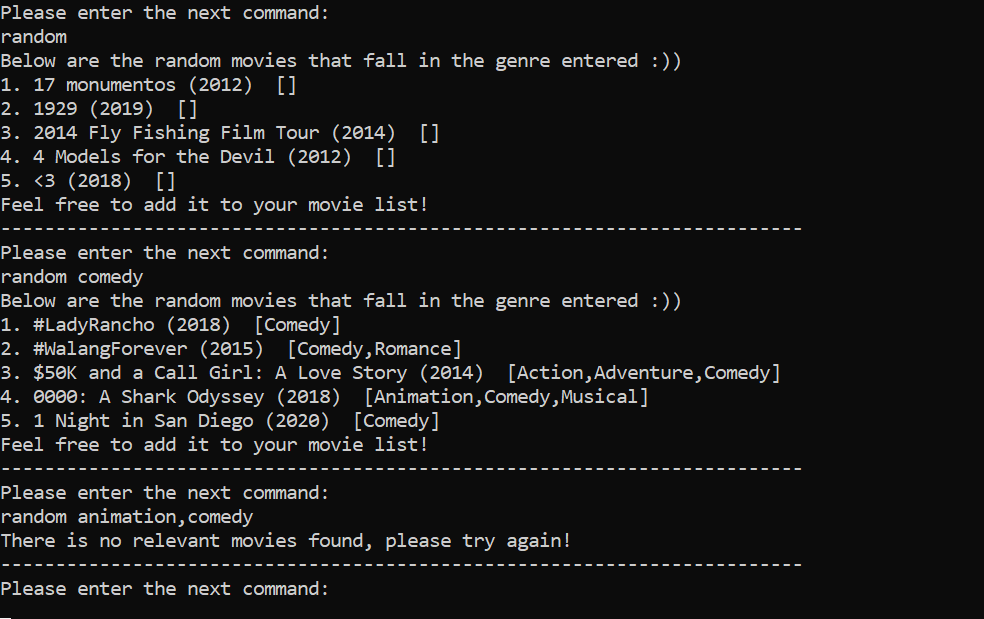 Please enter the next command:
random
Below are the random movies that fall in the genre entered :))
1. 17 monumentos (2012)  []
2. 1929 (2019)  []
3. 2014 Fly Fishing Film Tour (2014)  []
4. 4 Models for the Devil (2012)  []
5. <3 (2018)  []
Feel free to add it to your movie list!
-------------------------------------------------------------------------
Please enter the next command:
random comedy
Below are the random movies that fall in the genre entered :))
1. #LadyRancho (2018)  [Comedy]
2. #WalangForever (2015)  [Comedy,Romance]
3. $50K and a Call Girl: A Love Story (2014)  [Action,Adventure,Comedy]
4. 0000: A Shark Odyssey (2018)  [Animation,Comedy,Musical]
5. 1 Night in San Diego (2020)  [Comedy]
Feel free to add it to your movie list!
-------------------------------------------------------------------------
Please enter the next command:
random animation,comedy
There is no relevant movies found, please try again!
-------------------------------------------------------------------------
Please enter the next command: